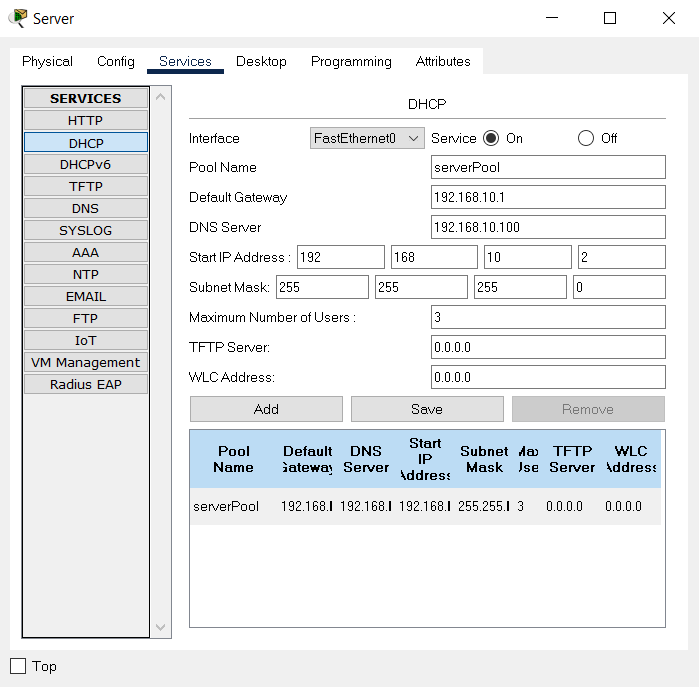 Server
Physical Config Services Desktop Programming Attributes
SERVICES
HTTP
DHCP
DHCPv6
TFTP
DNS
SYSLOG
AAA
NTP
EMAIL
FTP
IoT
VM Management
Radius EAP
DHCP
Interface FastEthernet0 Service On Off
Pool Name serverPool
Default Gateway 192.168.10.1
DNS Server 192.168.10.100
Start IP Address : 192 168 10 2
Subnet Mask: 255 255 255 0
Maximum Number of Users : 3
TFTP Server: 0.0.0.0
WLC Address: 0.0.0.0
Add Save Remove
Pool Name
Default Gateway
DNS Server
Start IP Address
Subnet Mask
Max Use
TFTP Server
WLC Address
serverPool 192.168. 192.168. 192.168. 255.255. 3 0.0.0.0 0.0.0.0
Top